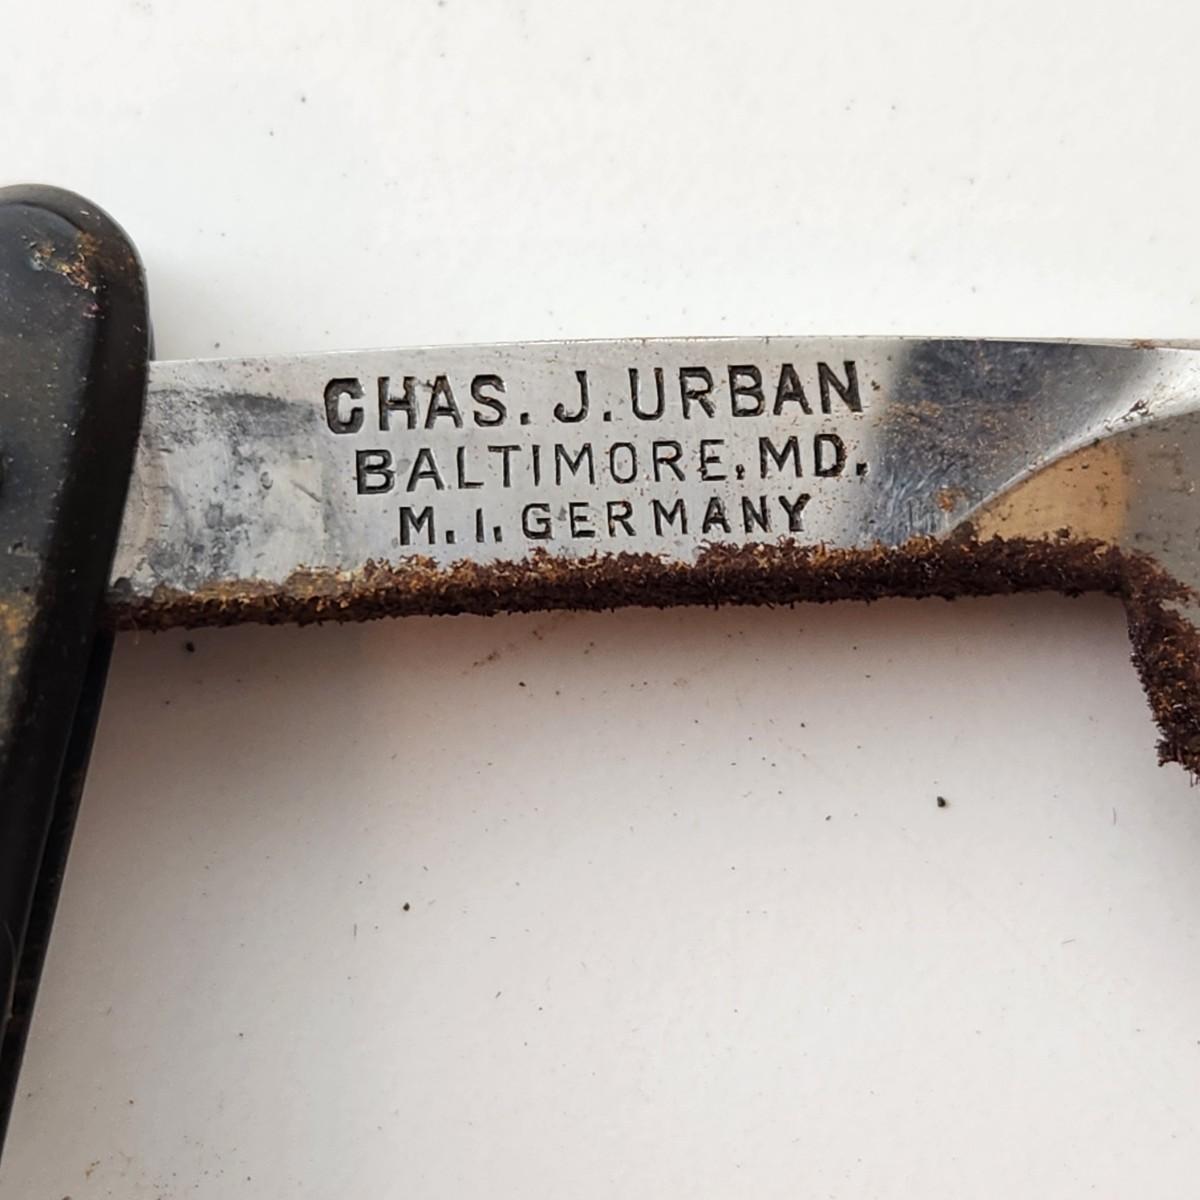 CHAS. J. URBAN
BALTIMORE, MD.
M. I. GERMANY